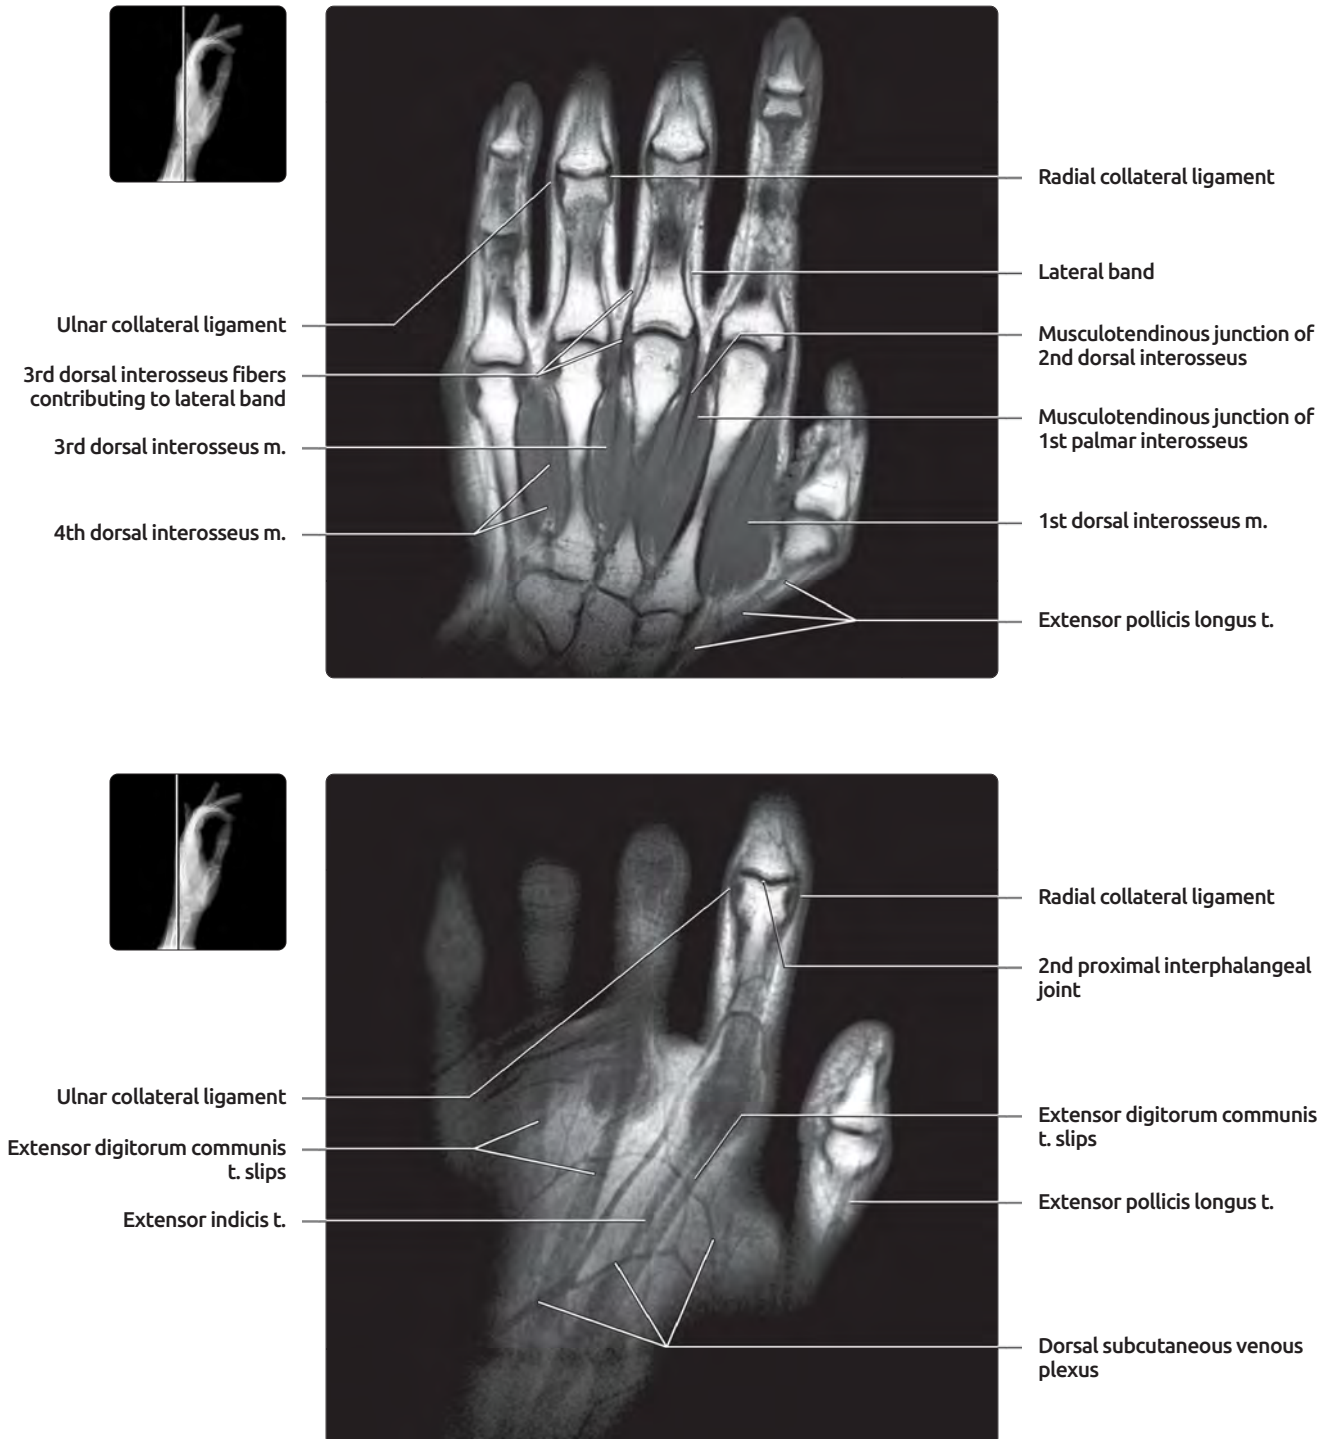 Radial collateral ligament
Lateral band
Ulnar collateral ligament
Musculotendinous junction of
2nd dorsal interosseus
3rd dorsal interosseus fibers
contributing to lateral band
Musculotendinous junction of
1st palmar interosseus
3rd dorsal interosseus m.
1st dorsal interosseus m.
4th dorsal interosseus m.
Extensor pollicis longus t.
Radial collateral ligament
2nd proximal interphalangeal
joint
Ulnar collateral ligament
Extensor digitorum communis
t. slips
Extensor digitorum communis
t. slips
Extensor pollicis longus t.
Extensor indicis t.
Dorsal subcutaneous venous
plexus